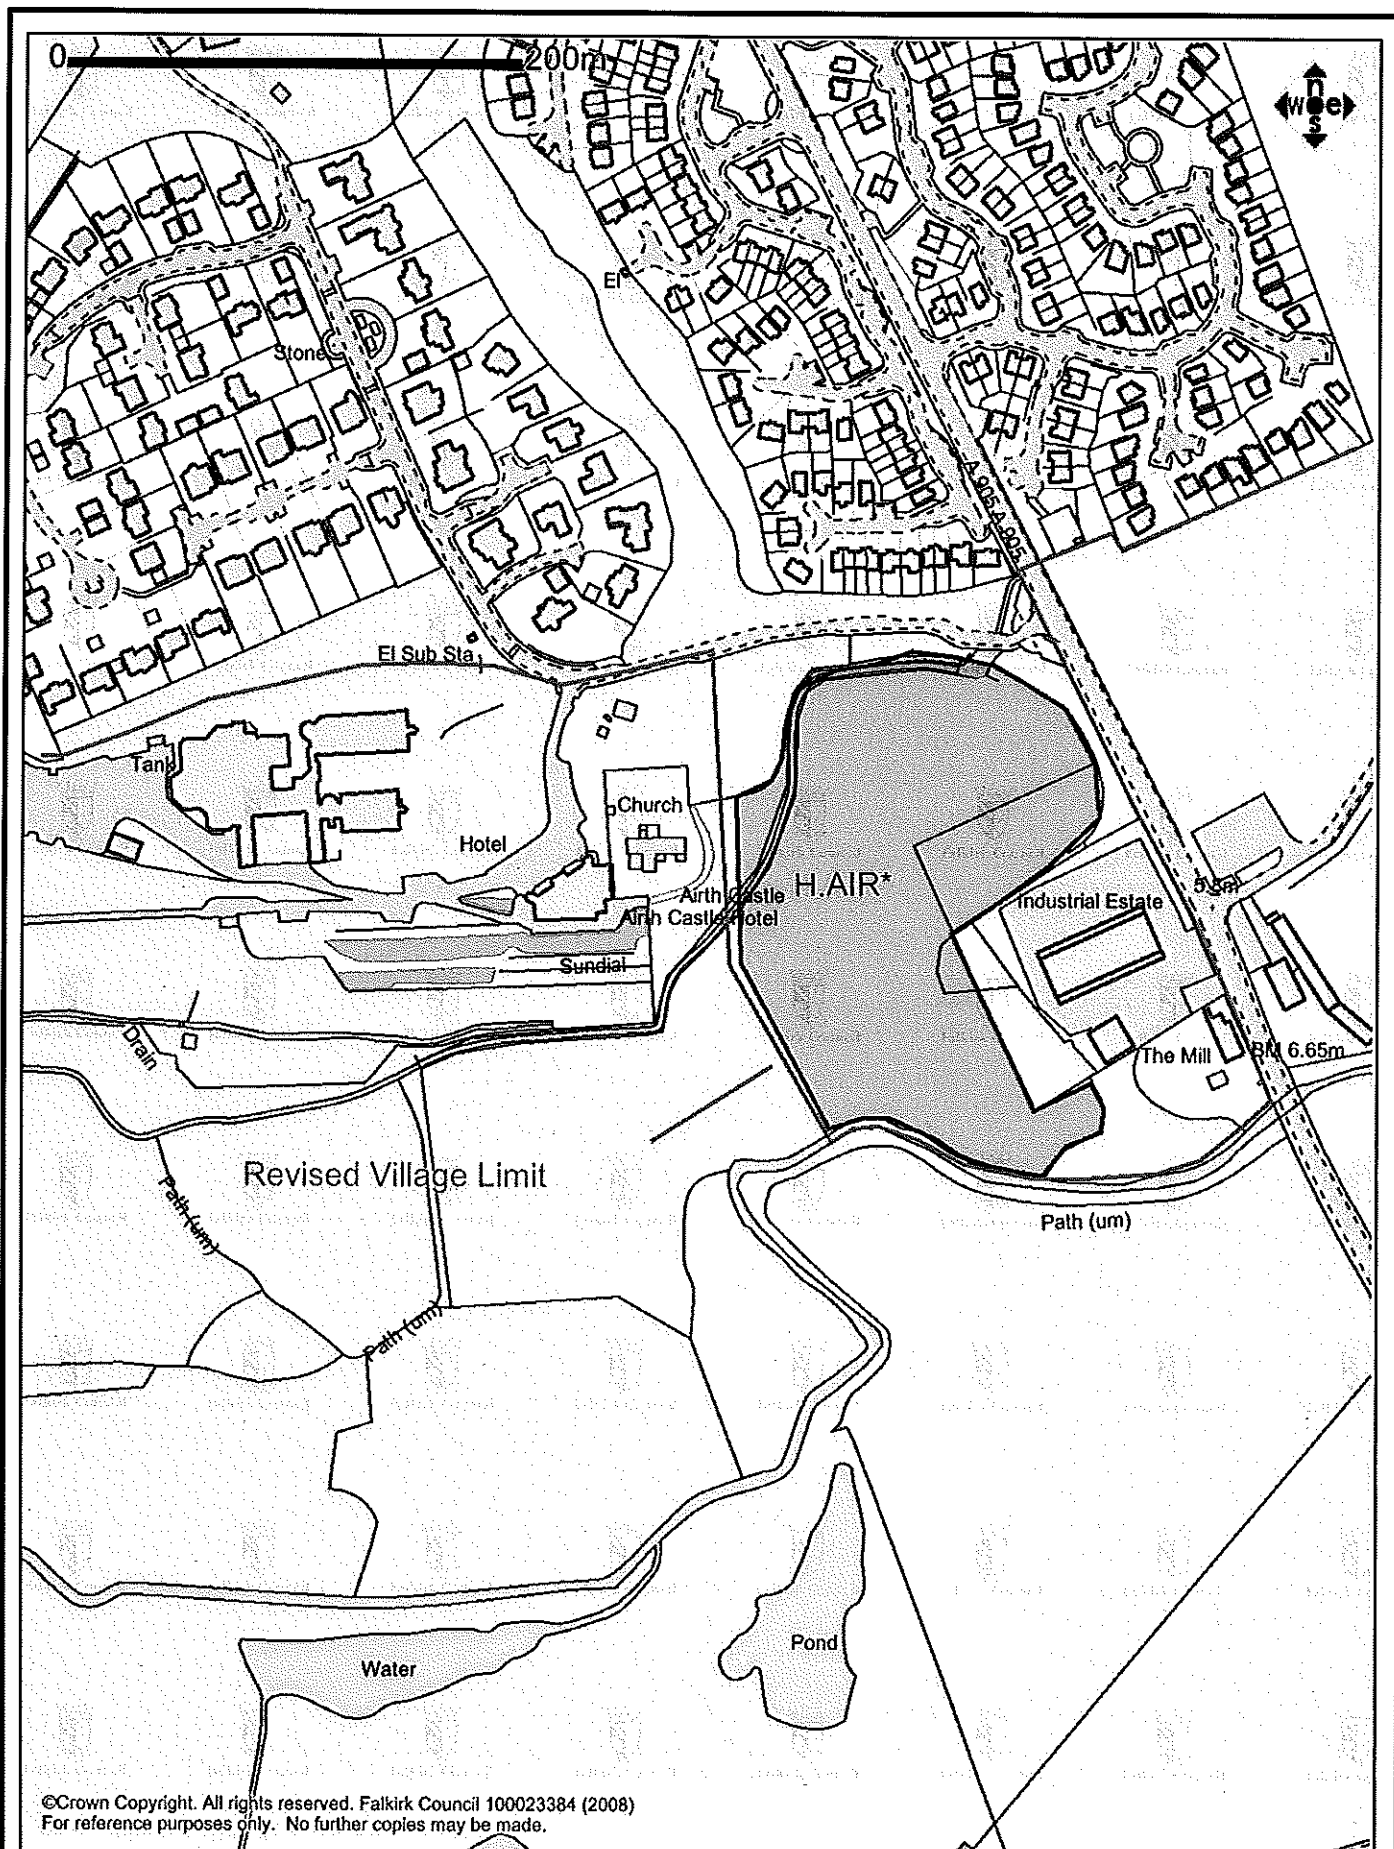 0 200m
n
w e
s
El
Stone
A 905 A 905
El Sub Sta
Tank
Church
Hotel
H.AIR*
Airth Castle
Airth Castle Hotel
Industrial Estate
5.8m
Sundial
Drain
The Mill
BM 6.65m
Revised Village Limit
Path (um)
Path (um)
Path (um)
Pond
Water
©Crown Copyright. All rights reserved. Falkirk Council 100023384 (2008)
For reference purposes only. No further copies may be made.